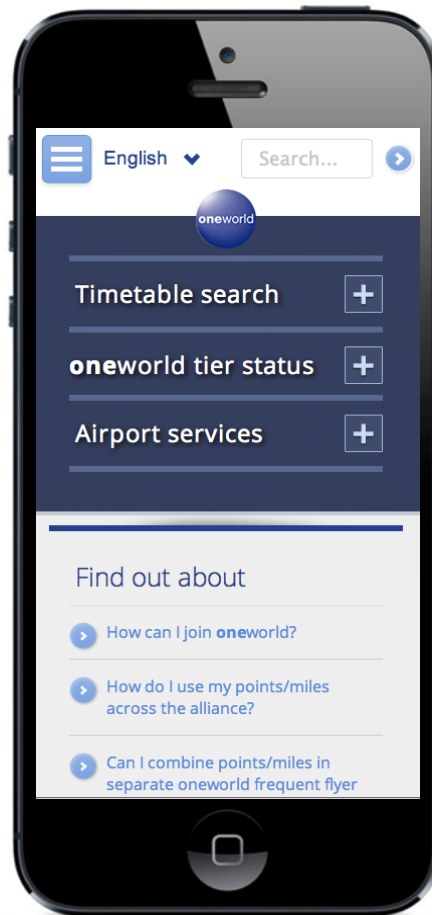 English
Search...
oneworld
Timetable search
oneworld tier status
Airport services
Find out about
How can I join oneworld?
How do I use my points/miles
across the alliance?
Can I combine points/miles in
separate oneworld frequent flyer